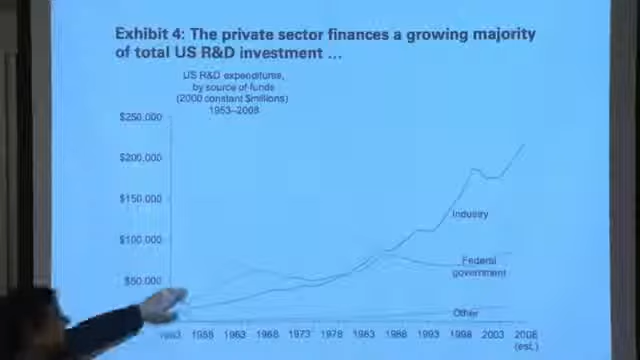 Exhibit 4: The private sector finances a growing majority
of total US R&D investment ...
US R&D expenditures,
by source of funds
(2000 constant $millions)
1953–2008
$250,000
$200,000
$150,000
$100,000
$50,000
Industry
Federal
government
Other
1953 1958 1963 1968 1973 1978 1983 1988 1993 1998 2003 2008
(est.)